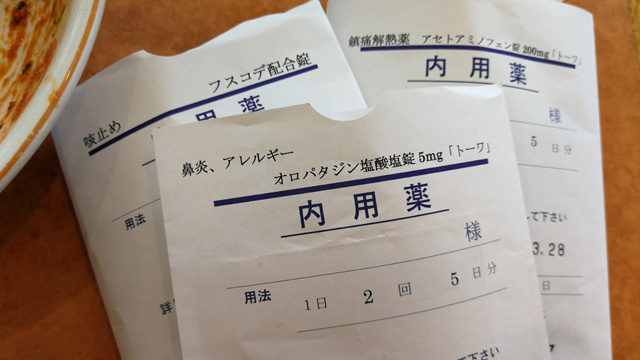 咳止め
フスコデ配合錠
内用薬
用法
鎮痛解熱薬 アセトアミノフェン錠200mg「トーワ」
内用薬
様
5 日分
して下さい
3.28
鼻炎、アレルギー
オロパタジン塩酸塩錠5mg「トーワ」
内用薬
様
用法 1日 2 回 5 日分
下さい